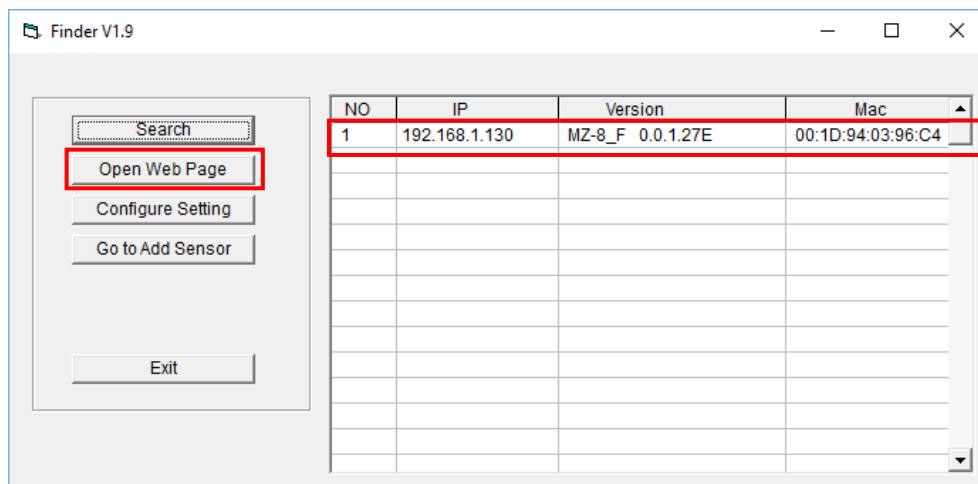 Finder V1.9
Search
Open Web Page
Configure Setting
Go to Add Sensor
Exit
NO IP Version Mac
1 192.168.1.130 MZ-8_F 0.0.1.27E 00:1D:94:03:96:C4